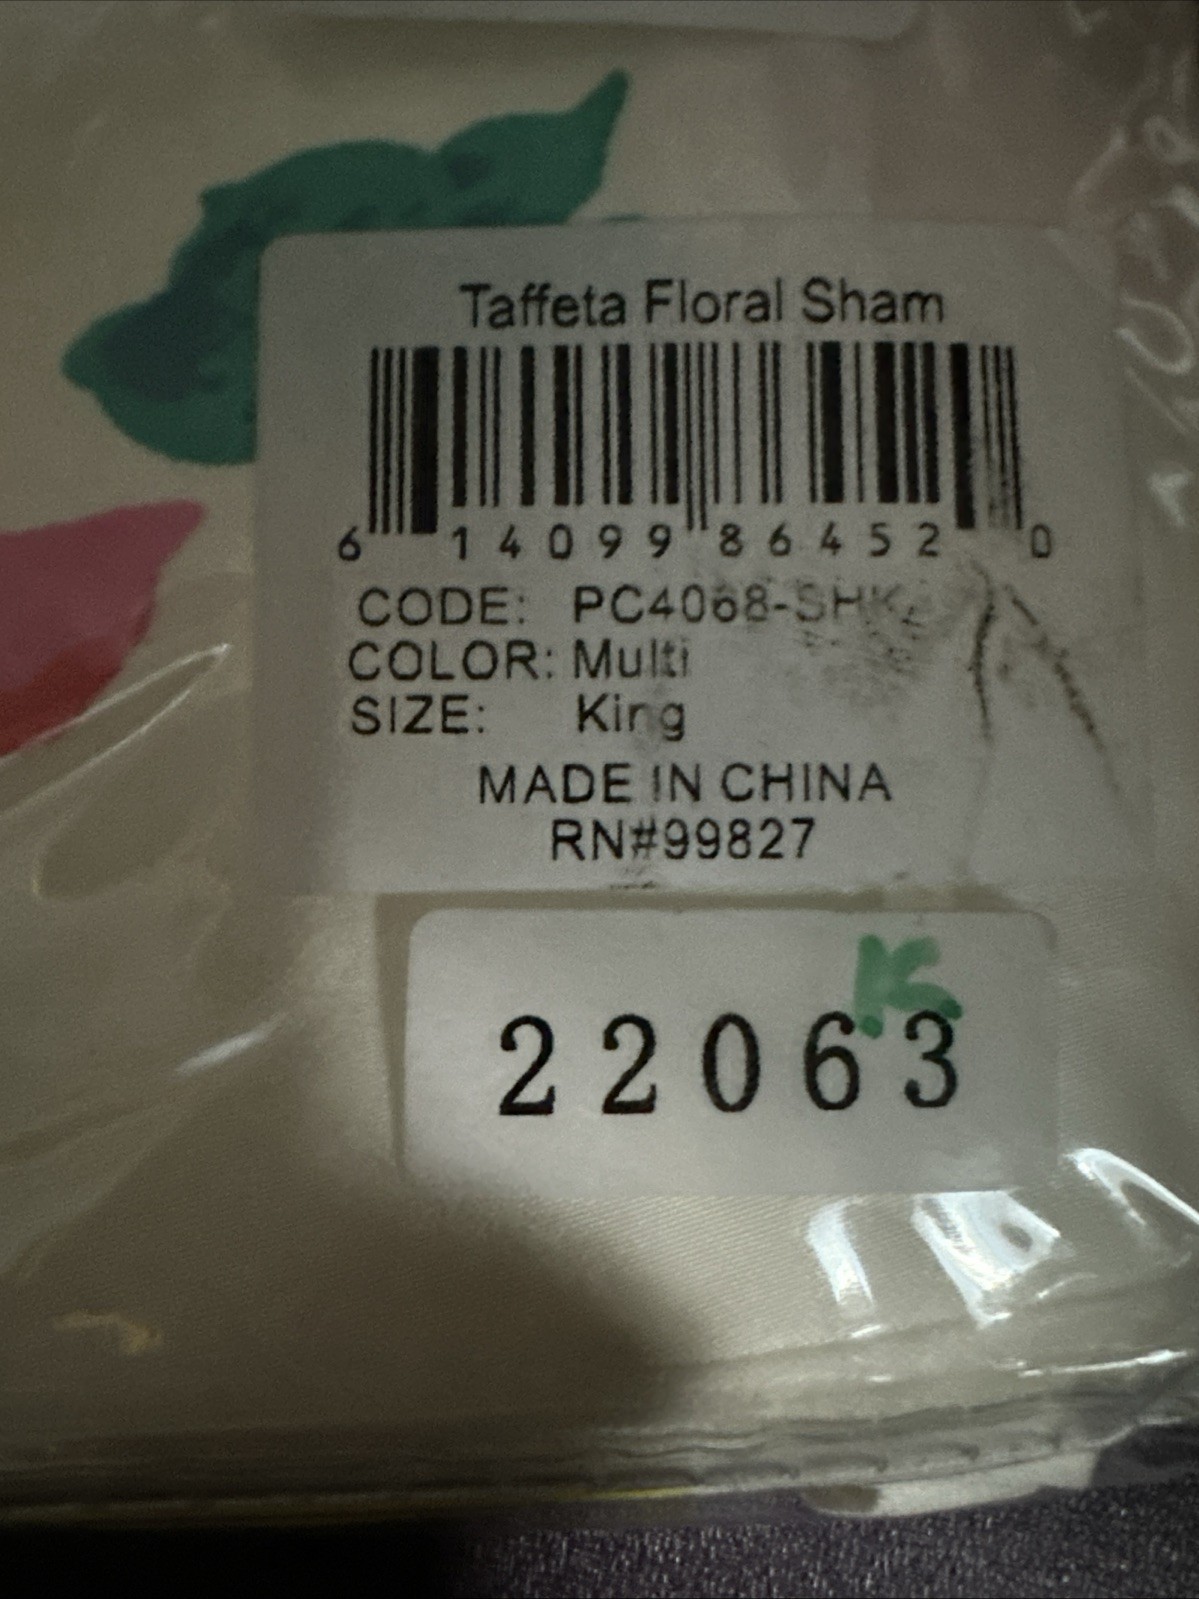 Taffeta Floral Sham
6 14099 86452 0
CODE: PC4068-SHK
COLOR: Multi
SIZE: King
MADE IN CHINA
RN#99827
K
22063